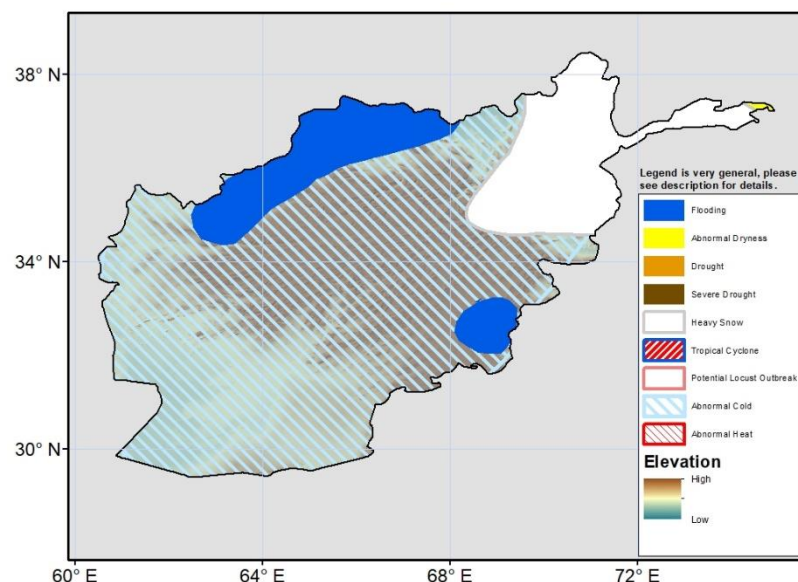 38° N
34° N
30° N
60° E
64° E
68° E
72° E
Legend is very general, please
see description for details.
Flooding
Abnormal Dryness
Drought
Severe Drought
Heavy Snow
Tropical Cyclone
Potential Locust Outbreak
Abnormal Cold
Abnormal Heat
Elevation
High
Low